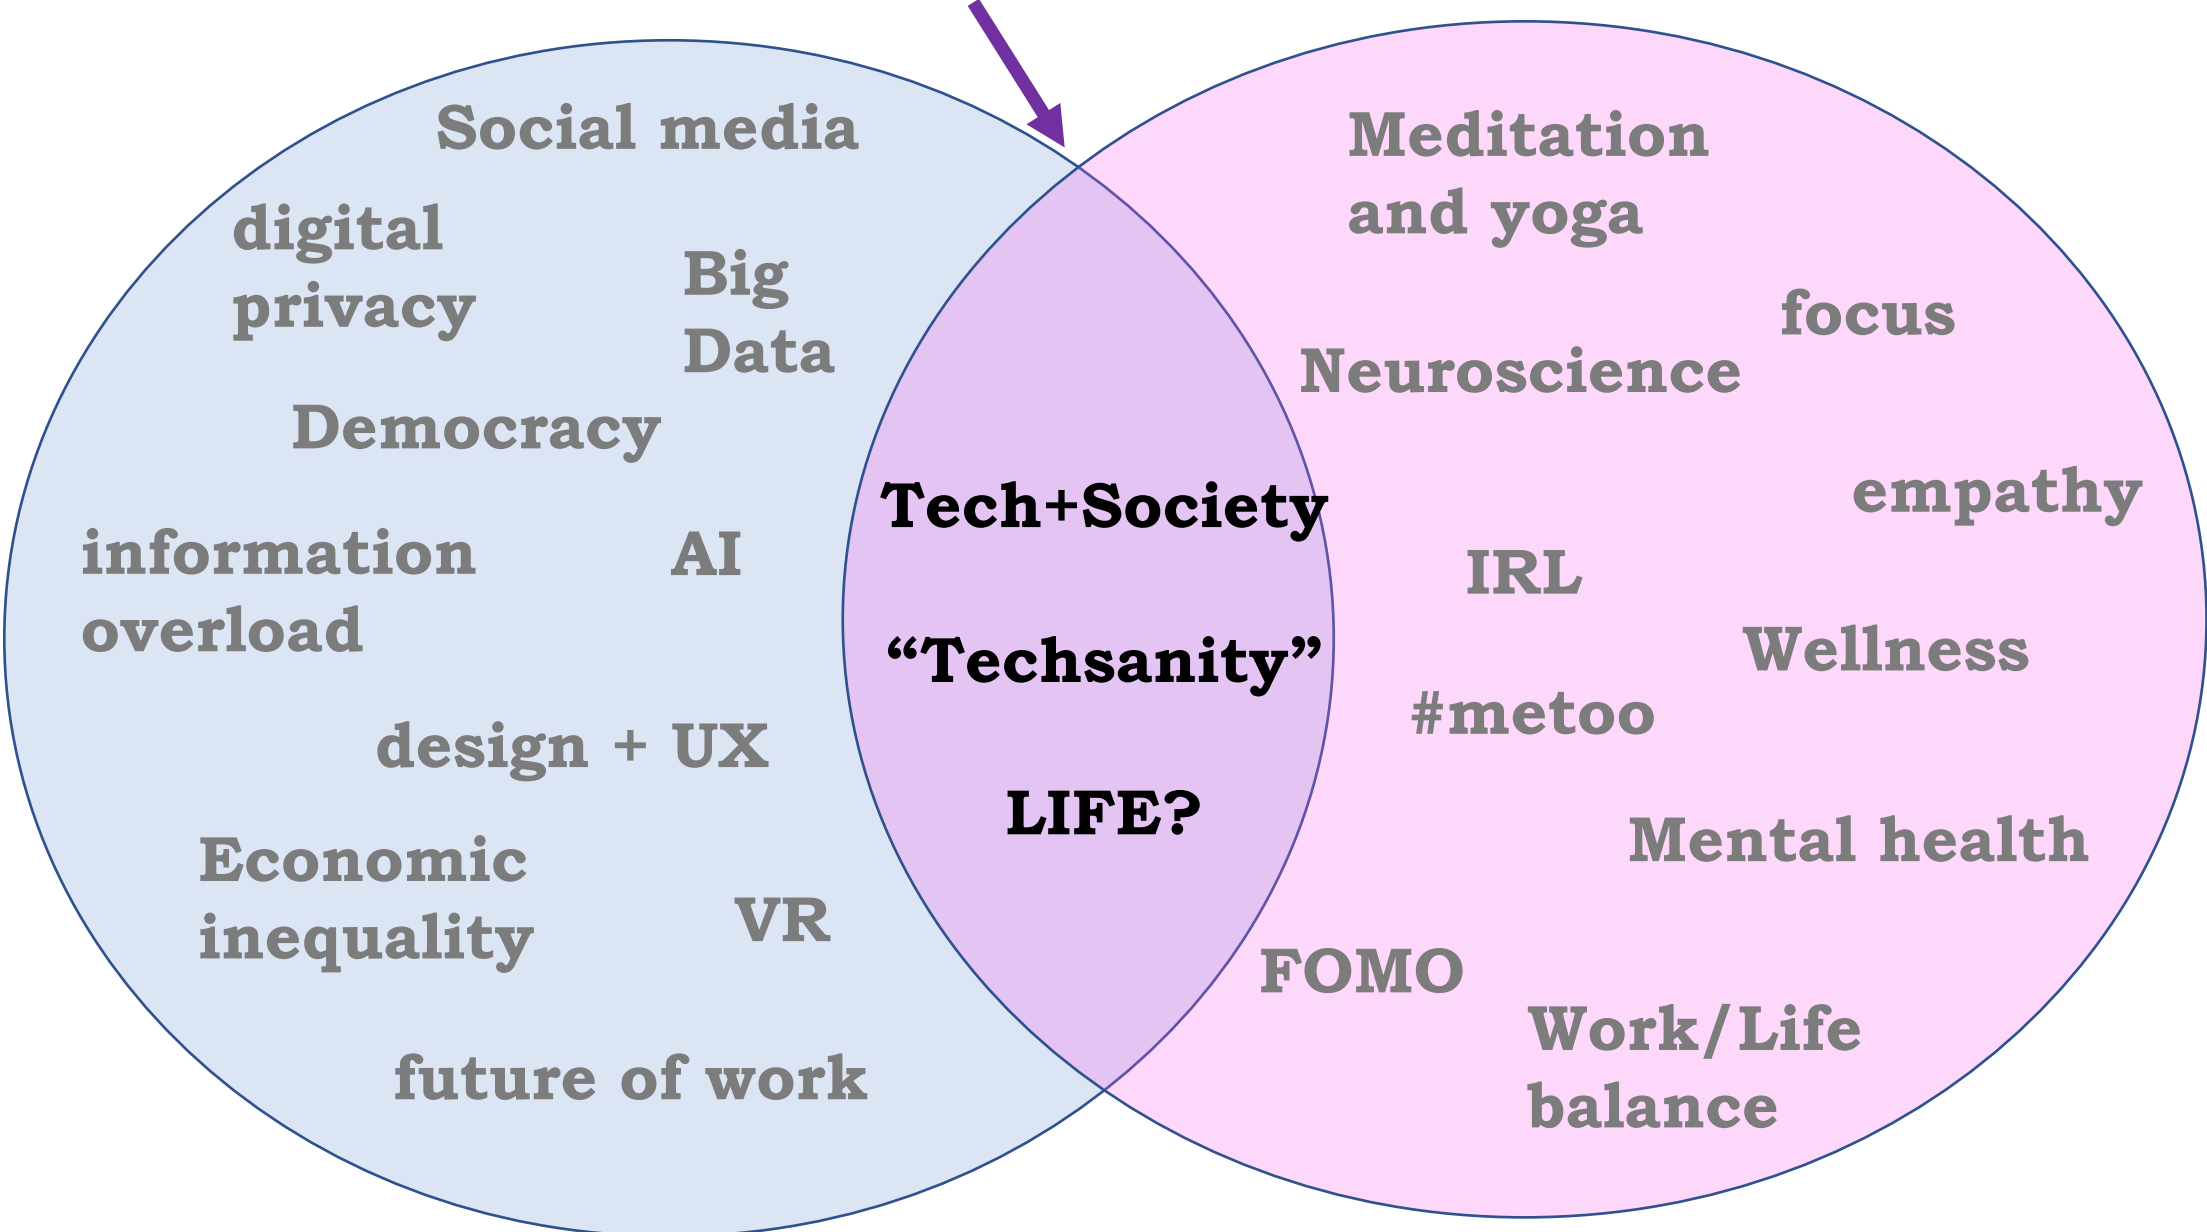 Social media
digital
privacy
Big
Data
Democracy
information
overload
AI
design + UX
Economic
inequality
VR
future of work
Tech+Society
“Techsanity”
LIFE?
Meditation
and yoga
focus
Neuroscience
empathy
IRL
Wellness
#metoo
Mental health
FOMO
Work/Life
balance